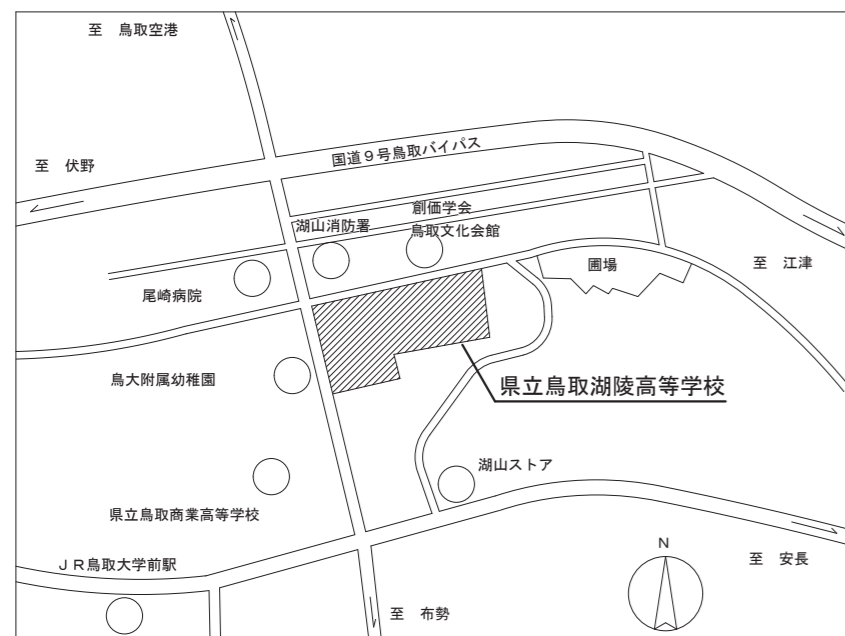 至 鳥取空港
国道9号鳥取バイパス
至 伏野
創価学会
鳥取文化会館
湖山消防署
圃場
至 江津
尾崎病院
鳥大附属幼稚園
県立鳥取湖陵高等学校
湖山ストア
県立鳥取商業高等学校
N
至 安長
JR鳥取大学前駅
至 布勢